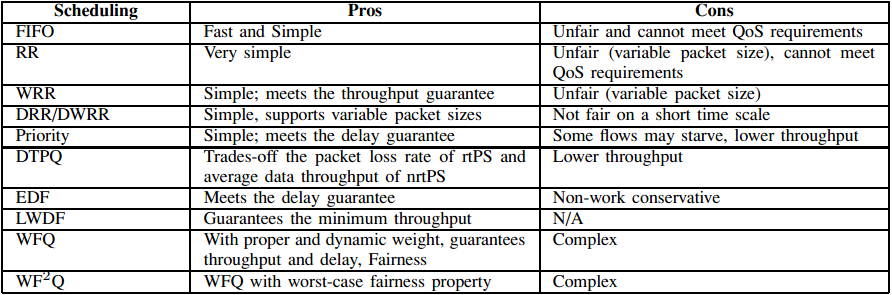 Scheduling Pros Cons
FIFO Fast and Simple Unfair and cannot meet QoS requirements
RR Very simple Unfair (variable packet size), cannot meet
QoS requirements
WRR Simple; meets the throughput guarantee Unfair (variable packet size)
DRR/DWRR Simple, supports variable packet sizes Not fair on a short time scale
Priority Simple; meets the delay guarantee Some flows may starve, lower throughput
DTPQ Trades-off the packet loss rate of rtPS and Lower throughput
average data throughput of nrtPS
EDF Meets the delay guarantee Non-work conservative
LWDF Guarantees the minimum throughput N/A
WFQ With proper and dynamic weight, guarantees Complex
throughput and delay, Fairness
WF²Q WFQ with worst-case fairness property Complex